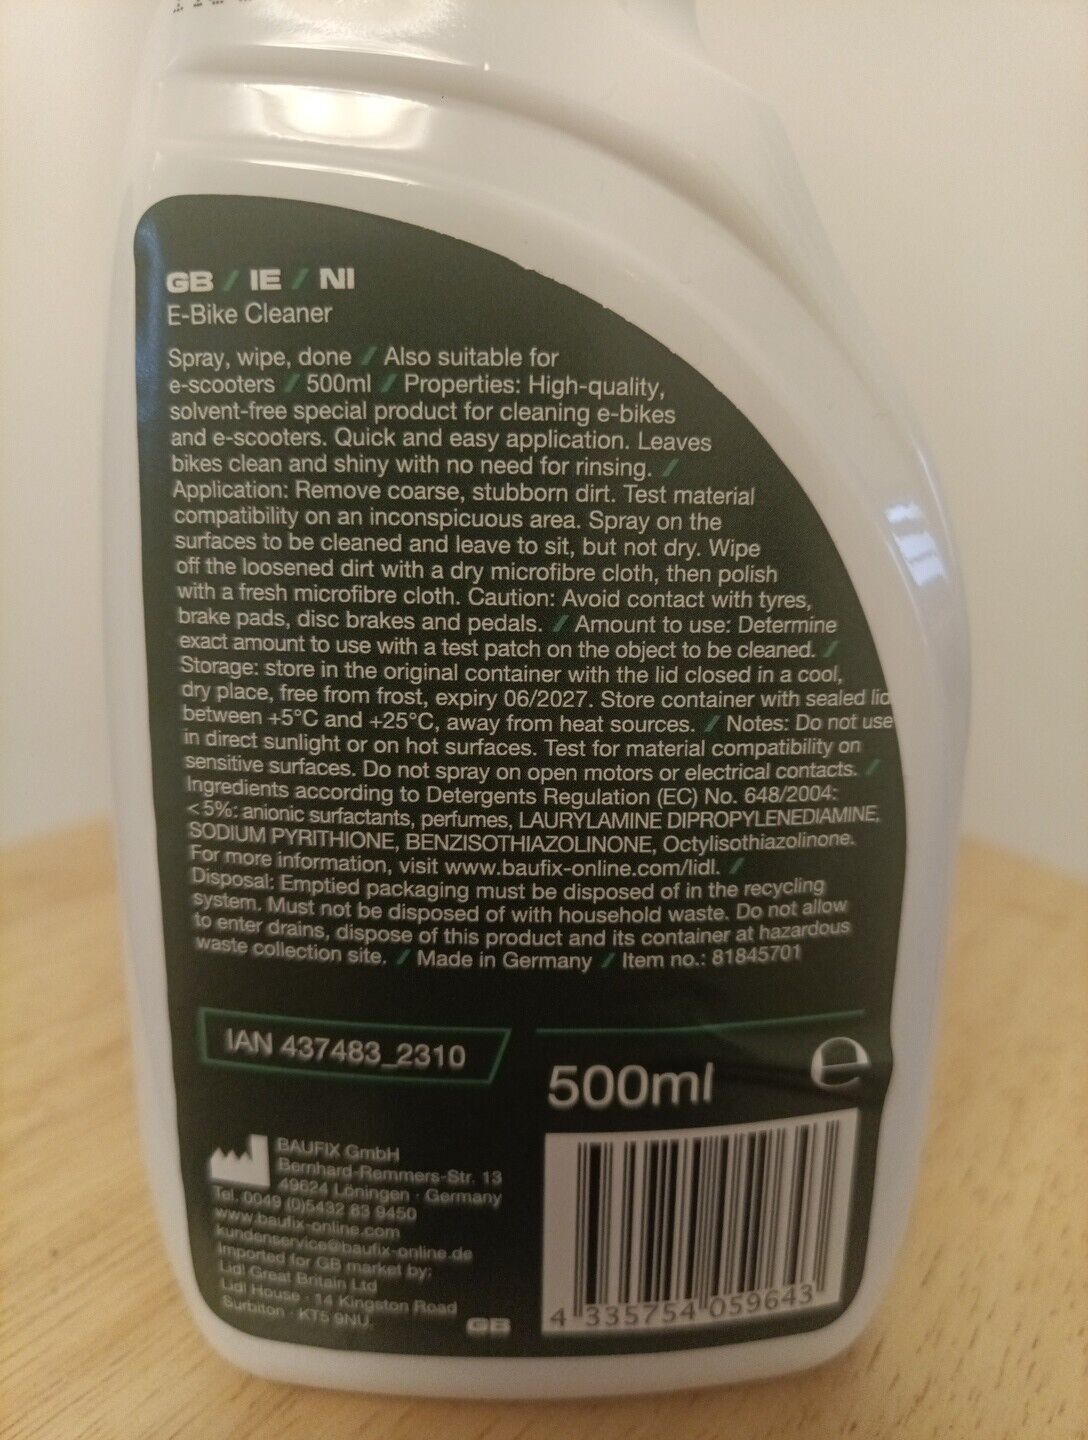 GB / IE / NI
E-Bike Cleaner
Spray, wipe, done / Also suitable for
e-scooters / 500ml / Properties: High-quality,
solvent-free special product for cleaning e-bikes
and e-scooters. Quick and easy application. Leaves
bikes clean and shiny with no need for rinsing. /
Application: Remove coarse, stubborn dirt. Test material
compatibility on an inconspicuous area. Spray on the
surfaces to be cleaned and leave to sit, but not dry. Wipe
off the loosened dirt with a dry microfibre cloth, then polish
with a fresh microfibre cloth. Caution: Avoid contact with tyres,
brake pads, disc brakes and pedals. / Amount to use: Determine
exact amount to use with a test patch on the object to be cleaned. /
Storage: store in the original container with the lid closed in a cool,
dry place, free from frost, expiry 06/2027. Store container with sealed lid
between +5°C and +25°C, away from heat sources. / Notes: Do not use
in direct sunlight or on hot surfaces. Test for material compatibility on
sensitive surfaces. Do not spray on open motors or electrical contacts. /
Ingredients according to Detergents Regulation (EC) No. 648/2004:
<5%: anionic surfactants, perfumes, LAURYLAMINE DIPROPYLENEDIAMINE,
SODIUM PYRITHIONE, BENZISOTHIAZOLINONE, Octylisothiazolinone.
For more information, visit www.baufix-online.com/lidl. /
Disposal: Emptied packaging must be disposed of in the recycling
system. Must not be disposed of with household waste. Do not allow
to enter drains, dispose of this product and its container at hazardous
waste collection site. / Made in Germany / Item no.: 81845701
IAN 437483_2310
500ml e
BAUFIX GmbH
Bernhard-Remmers-Str. 13
49624 Löningen · Germany
Tel. 0049 (0)5432 83 9450
www.baufix-online.com
kundenservice@baufix-online.de
Imported for GB market by:
Lidl Great Britain Ltd
Lidl House · 14 Kingston Road
Surbiton · KT5 9NU
GB
4 335754 059643